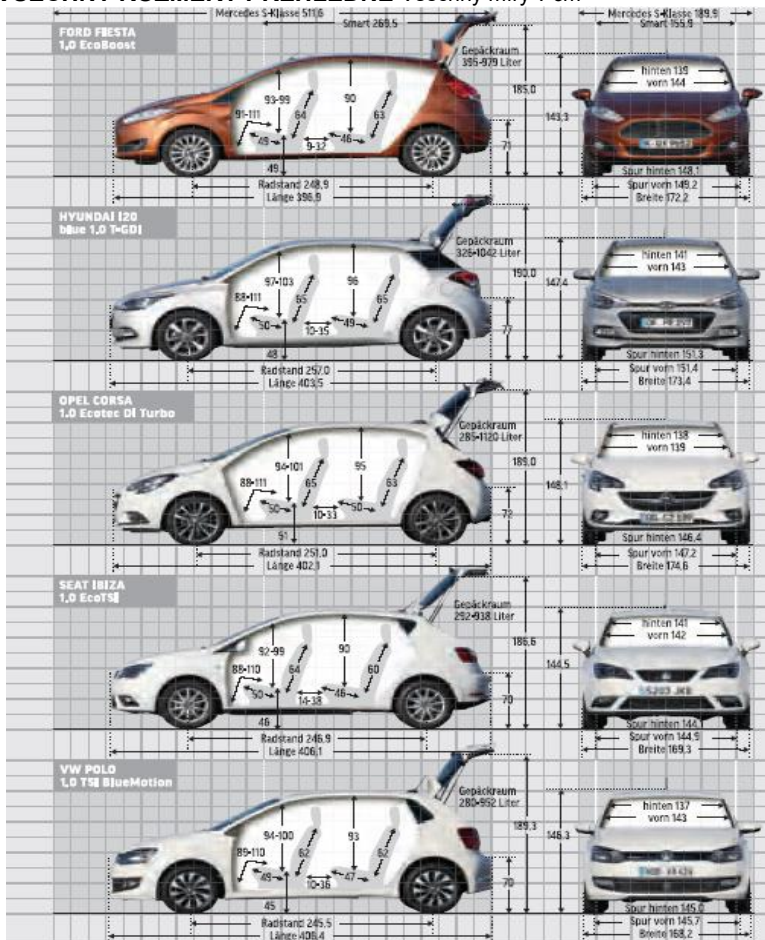 Mercedes S-Klasse 511,6
Smart 269,5
Mercedes S-Klasse 189,9
Smart 155,9
FORD FIESTA
1,0 EcoBoost
Gepäckraum
395-979 Liter
185,0
143,3
71
93-99
90
91-111
64
63
49
9-32
46
49
Radstand 248,9
Länge 396,9
hinten 139
vorn 144
Spur hinten 148,1
Spur vorn 149,2
Breite 172,2
HYUNDAI I20
blue 1,0 T-GDI
Gepäckraum
326-1042 Liter
190,0
147,4
77
97-103
96
88-111
65
65
50
10-35
49
48
Radstand 257,0
Länge 403,5
hinten 141
vorn 143
Spur hinten 151,3
Spur vorn 151,4
Breite 173,4
OPEL CORSA
1.0 Ecotec DI Turbo
Gepäckraum
285-1120 Liter
189,0
148,1
72
94-101
95
88-111
65
63
50
10-33
50
51
Radstand 251,0
Länge 402,1
hinten 138
vorn 139
Spur hinten 146,4
Spur vorn 147,2
Breite 174,6
SEAT IBIZA
1,0 EcoTSI
Gepäckraum
292-938 Liter
186,6
144,5
70
92-99
90
88-110
64
60
50
14-38
46
46
Radstand 246,9
Länge 406,1
hinten 141
vorn 142
Spur hinten 144,1
Spur vorn 144,9
Breite 169,3
VW POLO
1,0 TSI BlueMotion
Gepäckraum
280-952 Liter
189,3
146,3
70
94-100
93
89-110
62
62
49
10-36
47
45
Radstand 245,5
Länge 406,4
hinten 137
vorn 143
Spur hinten 145,0
Spur vorn 145,7
Breite 168,2